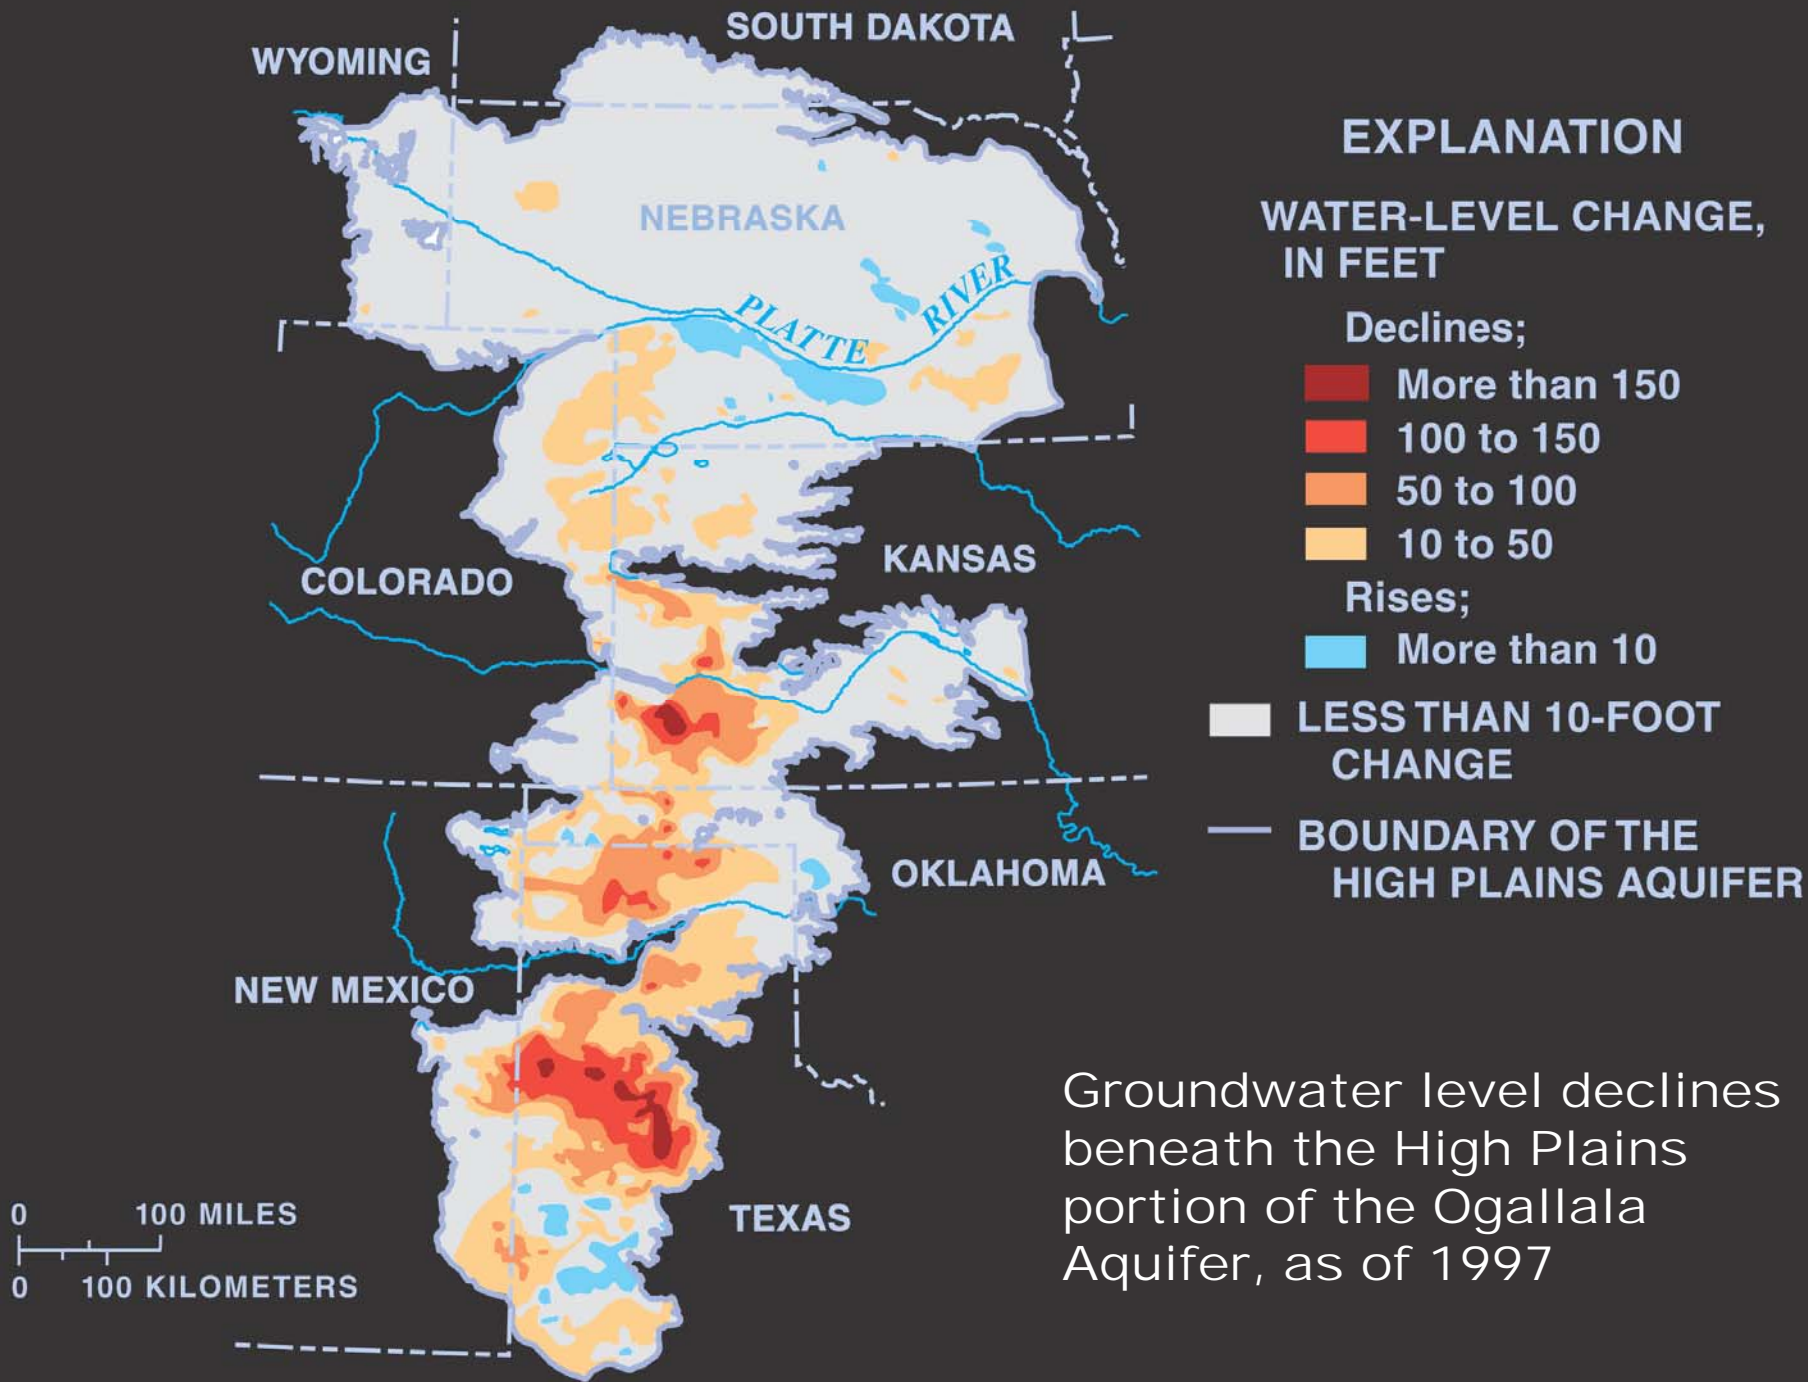 SOUTH DAKOTA
WYOMING
NEBRASKA
PLATTE RIVER
COLORADO
KANSAS
OKLAHOMA
NEW MEXICO
TEXAS
0 100 MILES
0 100 KILOMETERS
EXPLANATION
WATER-LEVEL CHANGE,
IN FEET
Declines;
More than 150
100 to 150
50 to 100
10 to 50
Rises;
More than 10
LESS THAN 10-FOOT
CHANGE
BOUNDARY OF THE
HIGH PLAINS AQUIFER
Groundwater level declines
beneath the High Plains
portion of the Ogallala
Aquifer, as of 1997